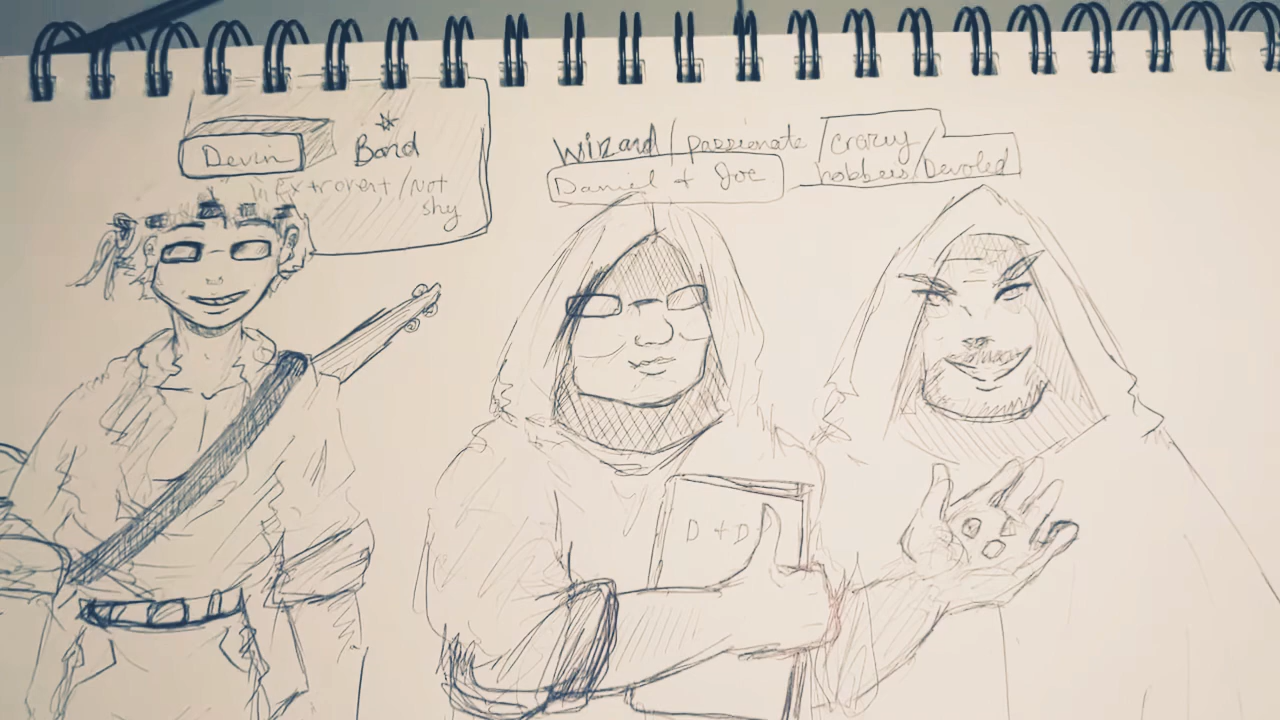 Devin
Bard
Extrovert/Not
shy
Wizard/passionate
Daniel + Joe
crazy
hobbies/Devoted
D+D